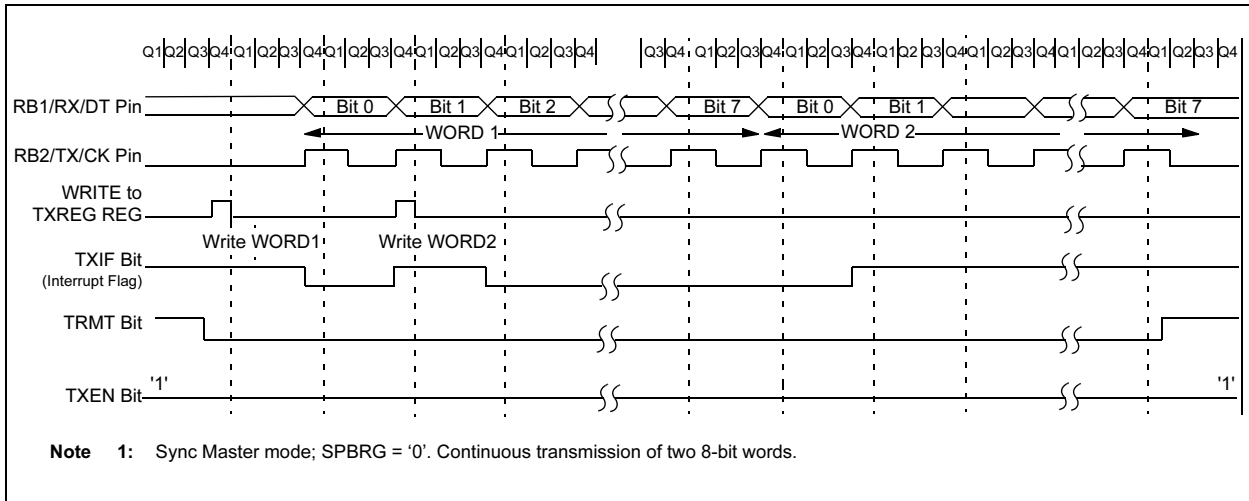 Q1 Q2 Q3 Q4 Q1 Q2 Q3 Q4 Q1 Q2 Q3 Q4 Q1 Q2 Q3 Q4 Q1 Q2 Q3 Q4 Q3 Q4 Q1 Q2 Q3 Q4 Q1 Q2 Q3 Q4 Q1 Q2 Q3 Q4 Q1 Q2 Q3 Q4 Q1 Q2 Q3 Q4 Q1 Q2 Q3 Q4
RB1/RX/DT Pin Bit 0 Bit 1 Bit 2 Bit 7 Bit 0 Bit 1 Bit 7
WORD 1 WORD 2
RB2/TX/CK Pin
WRITE to
TXREG REG
Write WORD1 Write WORD2
TXIF Bit
(Interrupt Flag)
TRMT Bit
'1' '1'
TXEN Bit
Note 1: Sync Master mode; SPBRG = ‘0’. Continuous transmission of two 8-bit words.